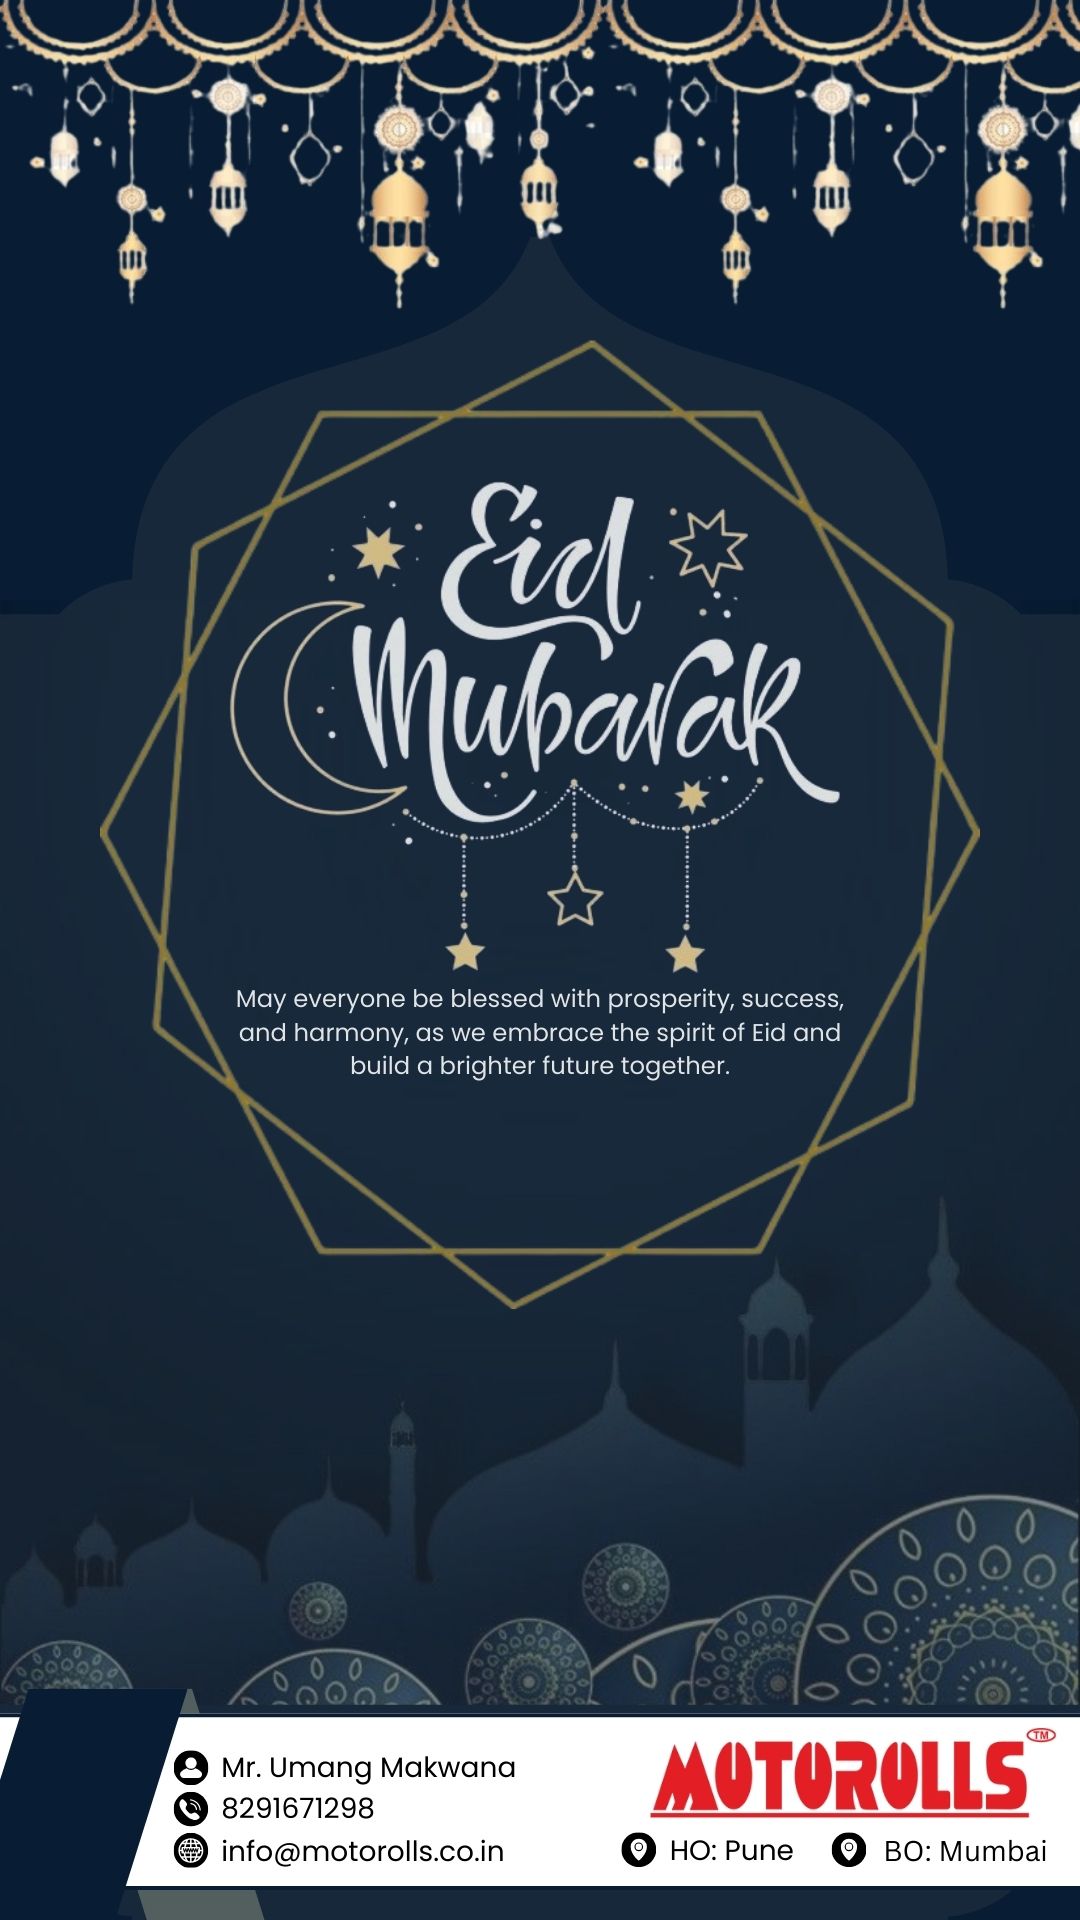 Eid
Mubarak
May everyone be blessed with prosperity, success,
and harmony, as we embrace the spirit of Eid and
build a brighter future together.
Mr. Umang Makwana
8291671298
info@motorolls.co.in
MOTOROLLS TM
HO: Pune BO: Mumbai